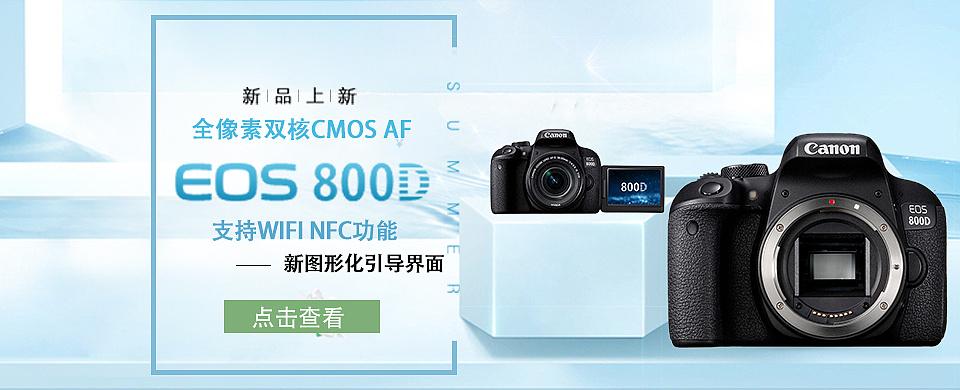 新品上新
全像素双核CMOS AF
EOS 800D
支持WIFI NFC功能
—— 新图形化引导界面
点击查看
SUMMER
Canon
EOS
800D
800D
Canon
EOS
800D